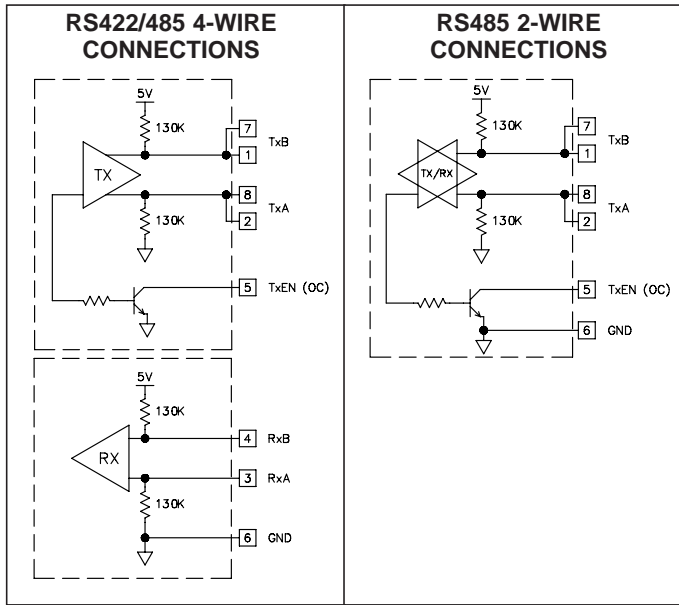 RS422/485 4-WIRE
CONNECTIONS
5V
130K
TX
7
TxB
1
8
TxA
2
130K
5 TxEN (OC)
5V
130K
RX
4 RxB
3 RxA
130K
6 GND
RS485 2-WIRE
CONNECTIONS
5V
130K
TX/RX
7
TxB
1
8
TxA
2
130K
5 TxEN (OC)
6 GND